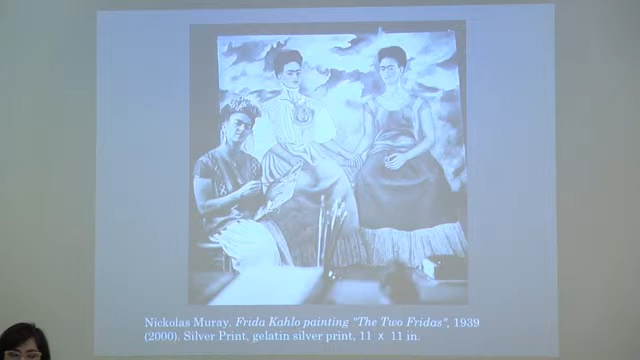 Nickolas Muray, Frida Kahlo painting "The Two Fridas", 1939
(2000). Silver Print, gelatin silver print, 11 x 11 in.